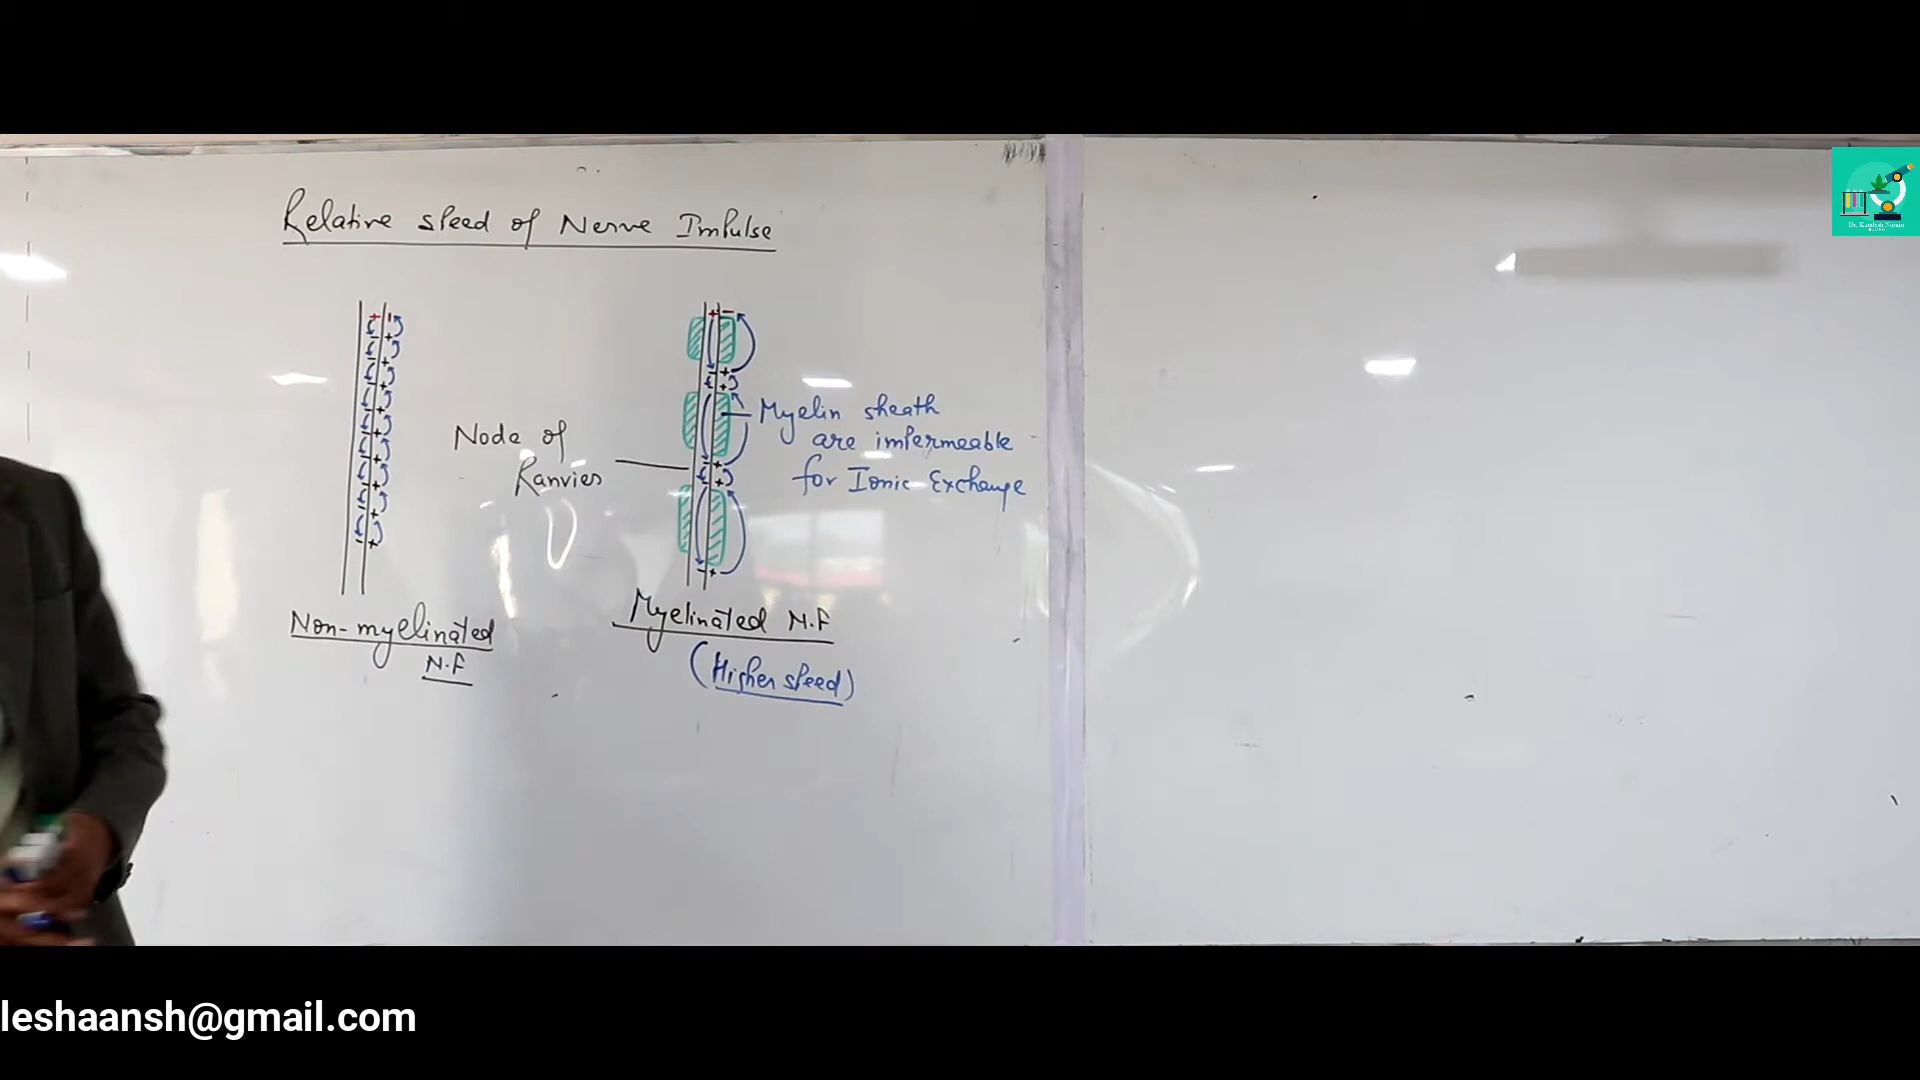 Relative speed of Nerve Impulse
Node of
Ranvier
Myelin sheath
are impermeable
for Ionic Exchange
Non-myelinated
N.F
Myelinated N.F
(Higher speed)
leshaansh@gmail.com